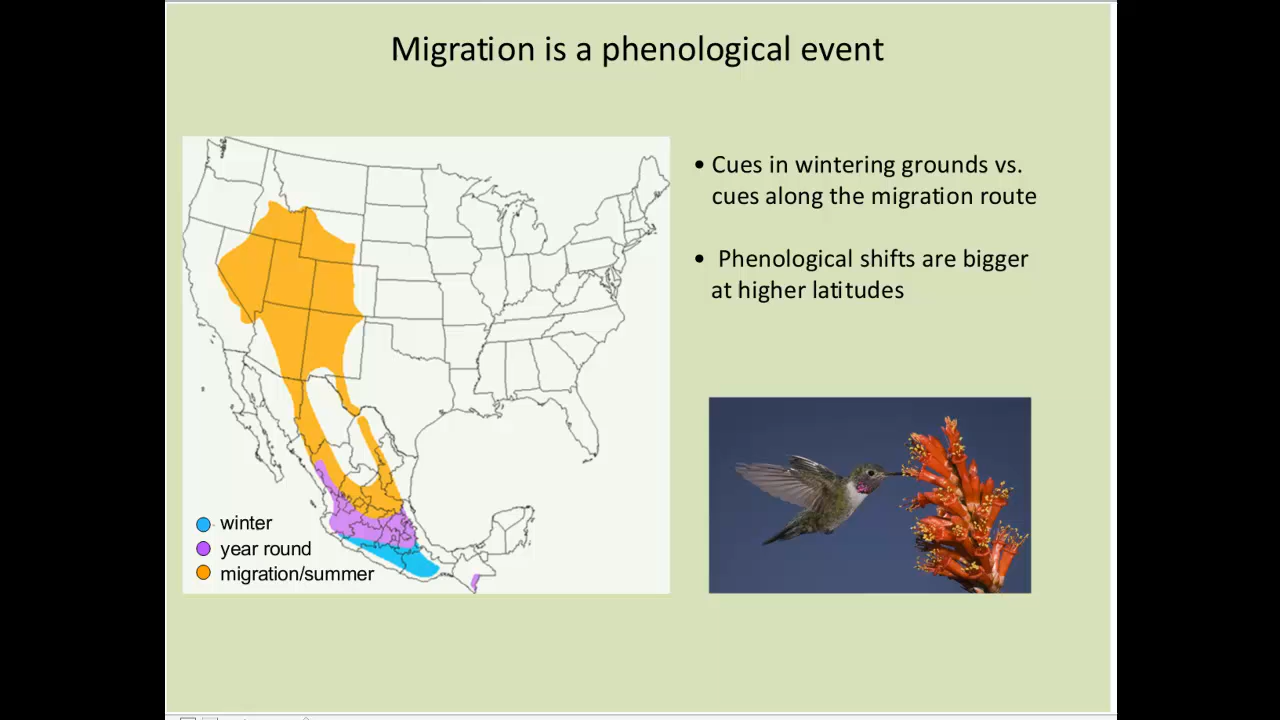 Migration is a phenological event
• Cues in wintering grounds vs.
cues along the migration route
• Phenological shifts are bigger
at higher latitudes
winter
year round
migration/summer